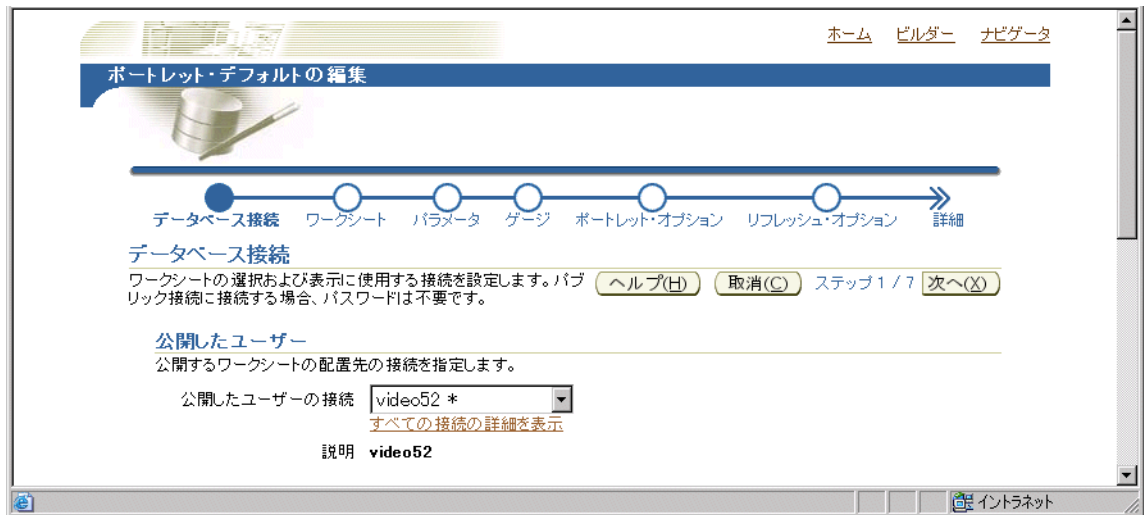 ホーム ビルダー ナビゲータ
ポートレット・デフォルトの編集
データベース接続 ワークシート パラメータ ゲージ ポートレット・オプション リフレッシュ・オプション 詳細
データベース接続
ワークシートの選択および表示に使用する接続を設定します。パブ
リック接続に接続する場合、パスワードは不要です。
ヘルプ(H) 取消(C) ステップ 1 / 7 次へ(X)
公開したユーザー
公開するワークシートの配置先の接続を指定します。
公開したユーザーの接続 video52 *
すべての接続の詳細を表示
説明 video52
イントラネット